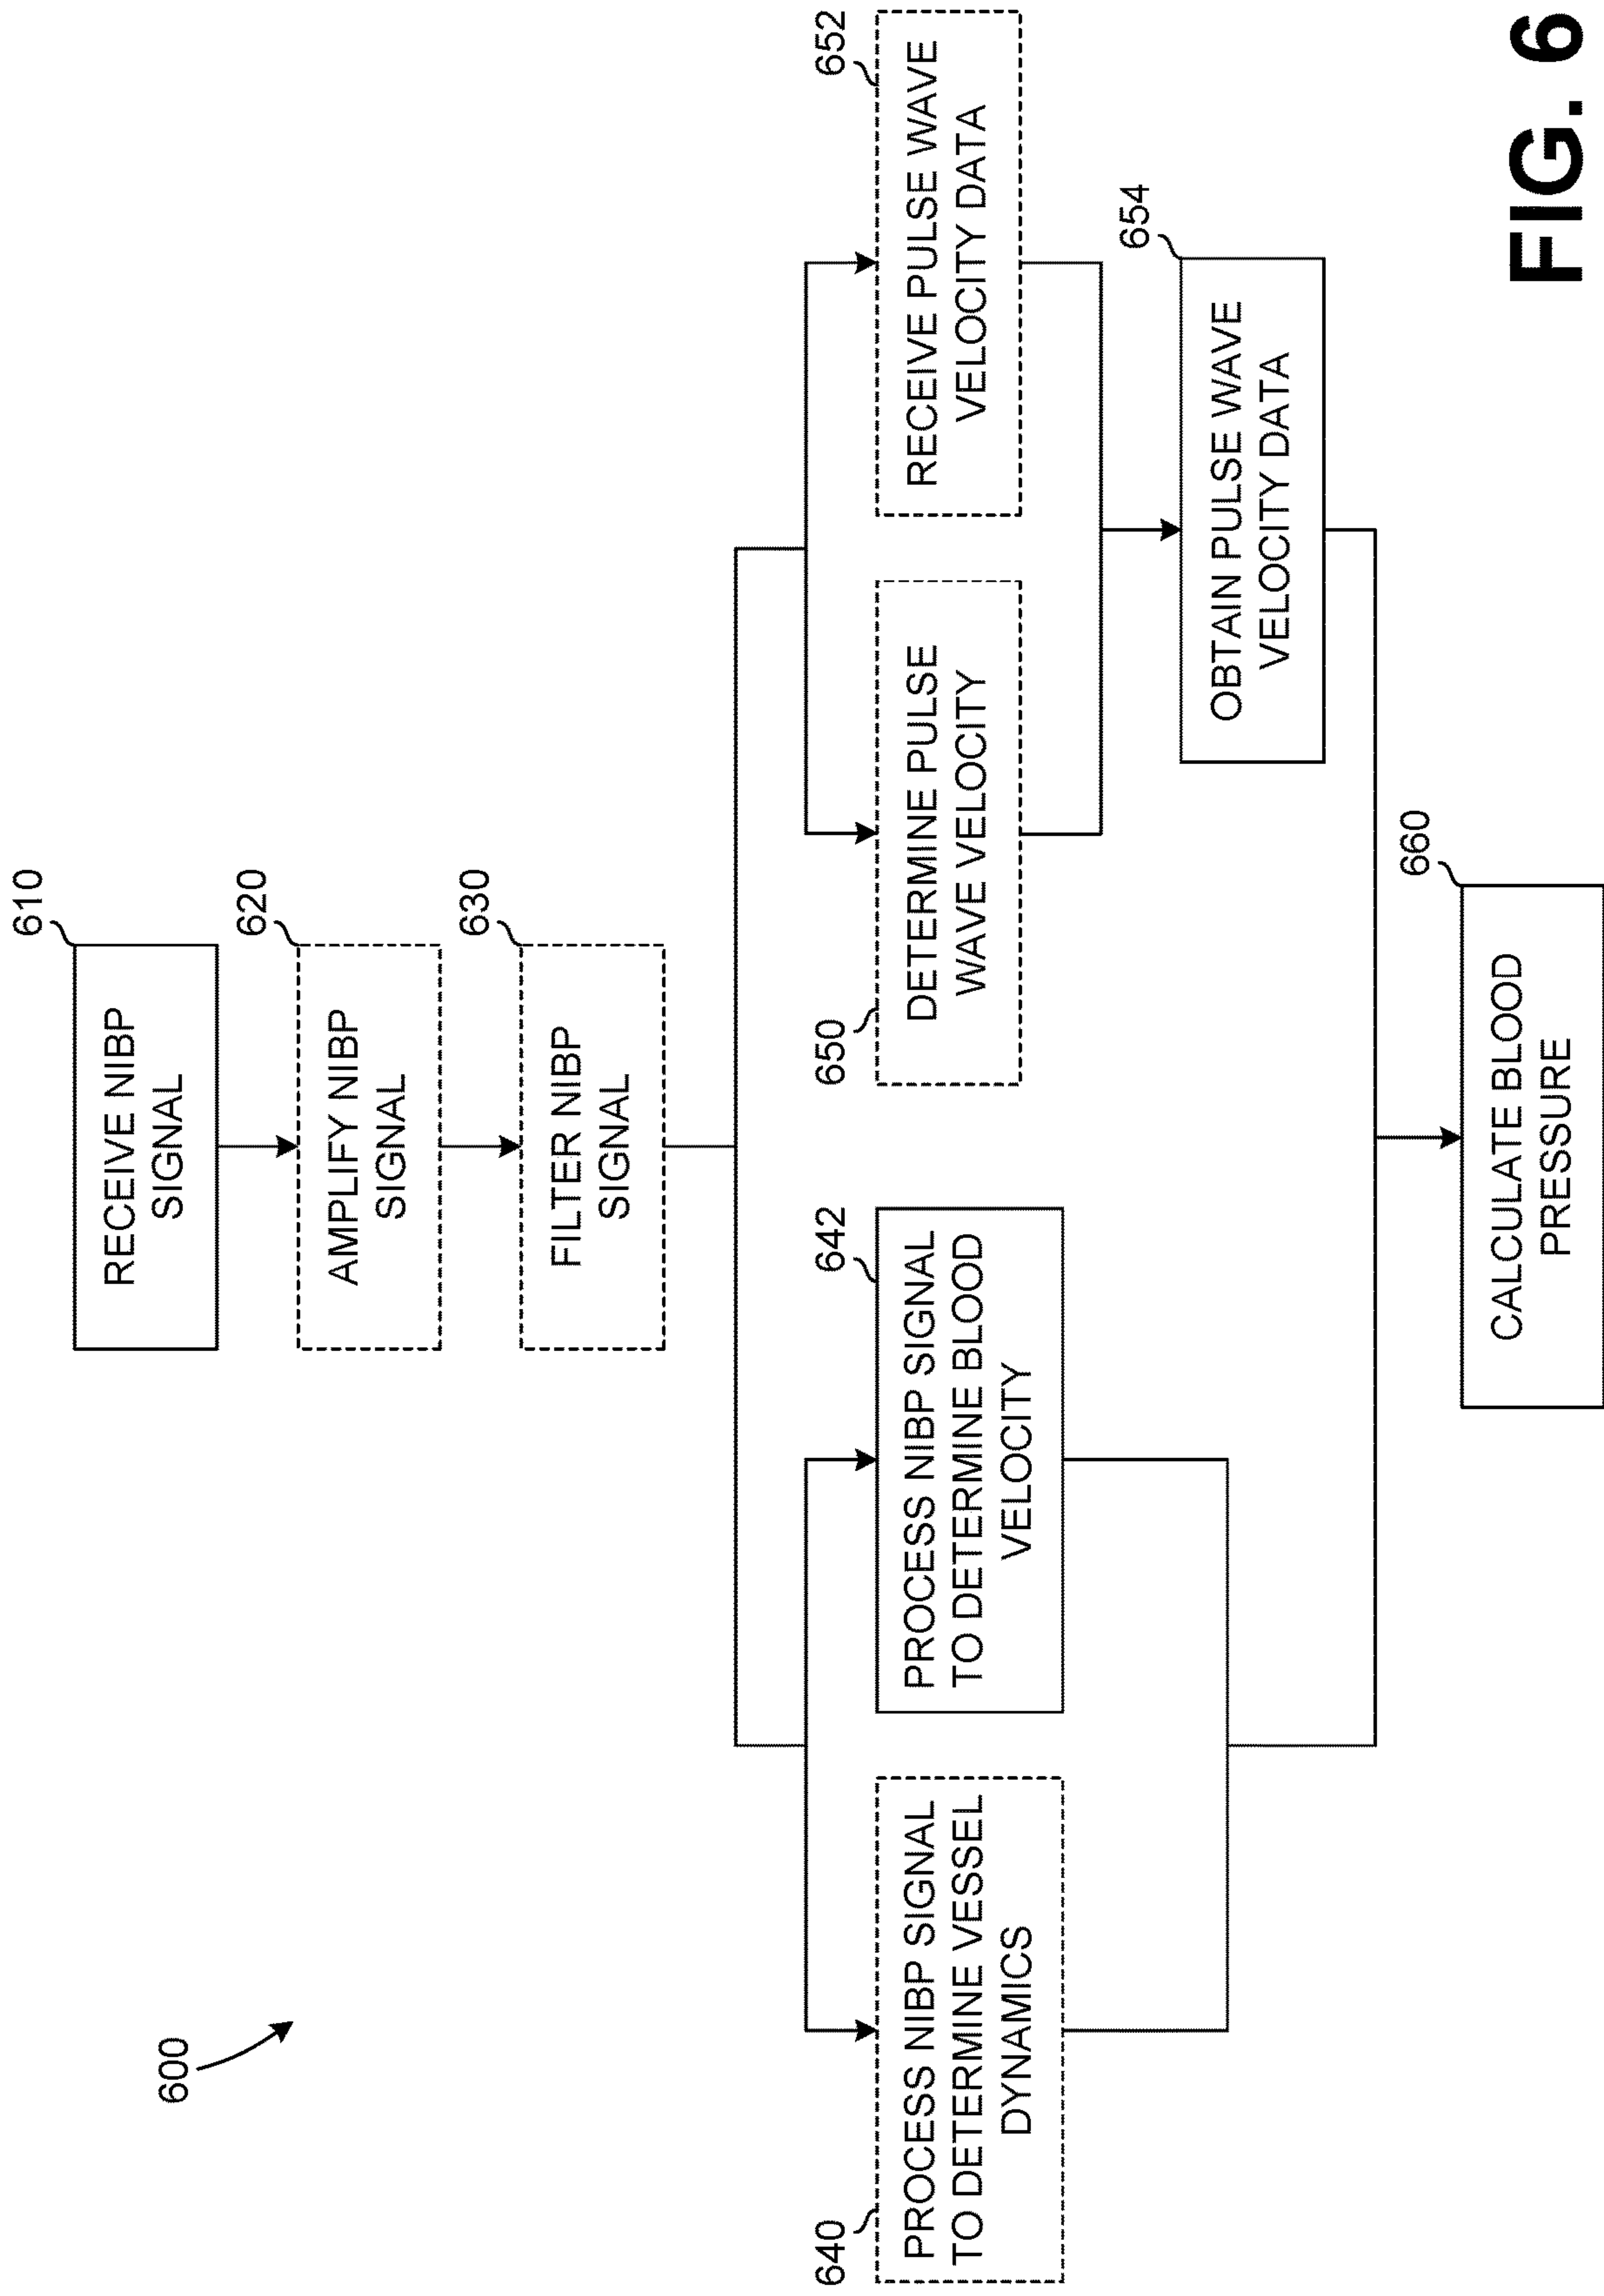 600
610
RECEIVE NIBP
SIGNAL
620
AMPLIFY NIBP
SIGNAL
630
FILTER NIBP
SIGNAL
640
PROCESS NIBP SIGNAL
TO DETERMINE VESSEL
DYNAMICS
642
PROCESS NIBP SIGNAL
TO DETERMINE BLOOD
VELOCITY
650
DETERMINE PULSE
WAVE VELOCITY
652
RECEIVE PULSE WAVE
VELOCITY DATA
654
OBTAIN PULSE WAVE
VELOCITY DATA
660
CALCULATE BLOOD
PRESSURE
FIG. 6